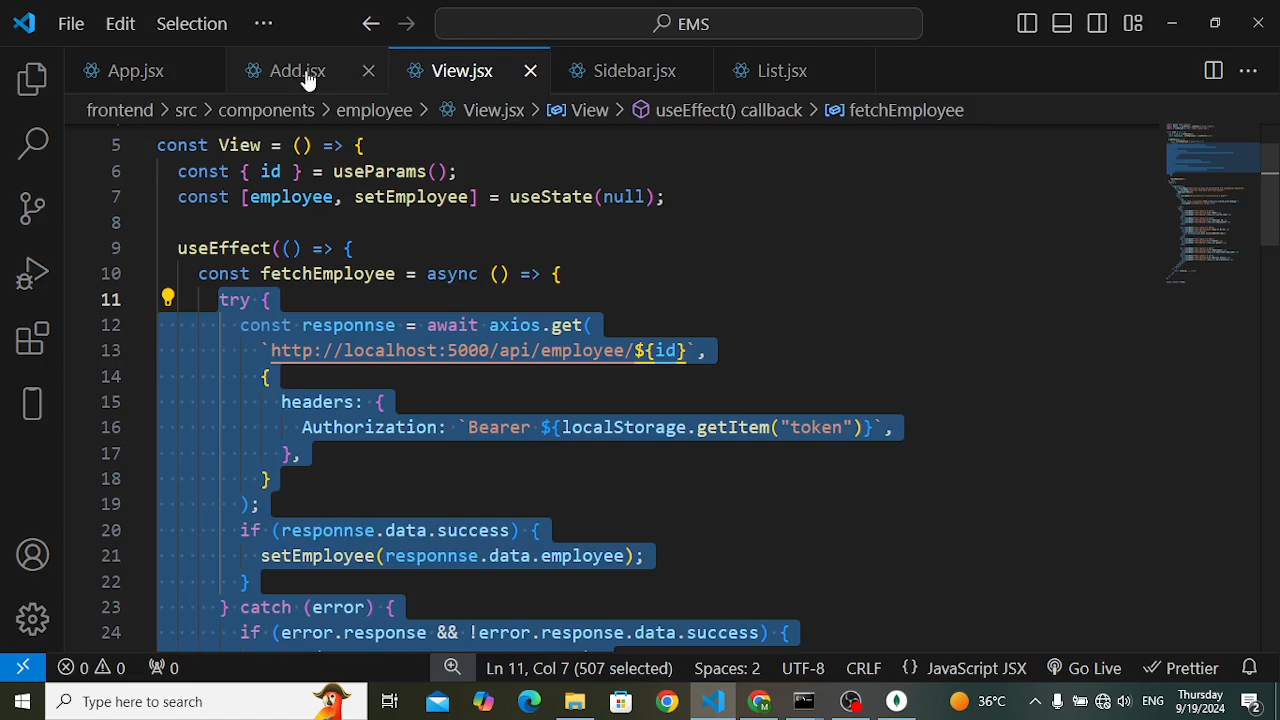 File Edit Selection ··· EMS
App.jsx Add.jsx View.jsx Sidebar.jsx List.jsx
frontend > src > components > employee > View.jsx > View > useEffect() callback > fetchEmployee
5 const View = () => {
6 const { id } = useParams();
7 const [employee, setEmployee] = useState(null);
8
9 useEffect(() => {
10 const fetchEmployee = async () => {
11 try {
12 const responnse = await axios.get(
13 `http://localhost:5000/api/employee/${id}`,
14 {
15 headers: {
16 Authorization: `Bearer ${localStorage.getItem("token")}`,
17 },
18 }
19 );
20 if (responnse.data.success) {
21 setEmployee(responnse.data.employee);
22 }
23 } catch (error) {
24 if (error.response && !error.response.data.success) {
0 0 0 Ln 11, Col 7 (507 selected) Spaces: 2 UTF-8 CRLF {} JavaScript JSX Go Live Prettier
Type here to search 36°C ENG Thursday
9/19/2024 2